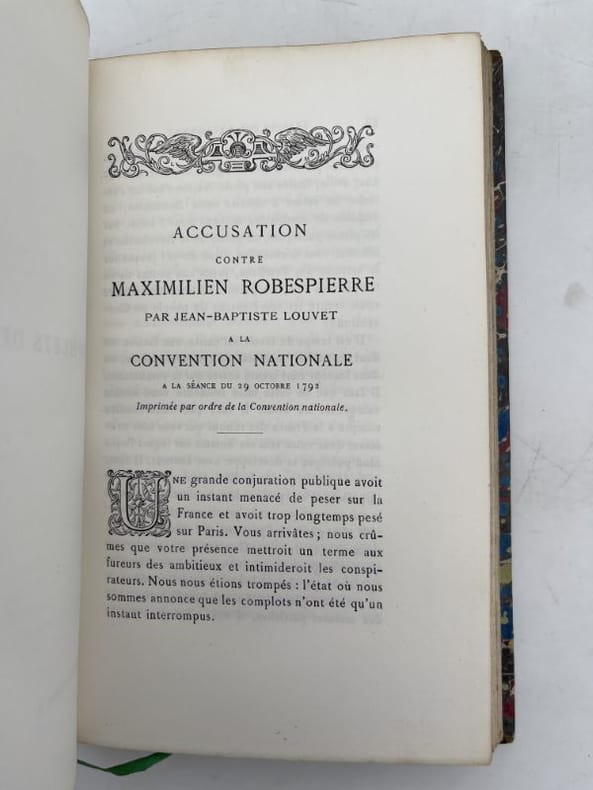 ACCUSATION
CONTRE
MAXIMILIEN ROBESPIERRE
PAR JEAN-BAPTISTE LOUVET
A LA
CONVENTION NATIONALE
A LA SÉANCE DU 29 OCTOBRE 1792
Imprimée par ordre de la Convention nationale.
UNE grande conjuration publique avoit
un instant menacé de peser sur la
France et avoit trop longtemps pesé
sur Paris. Vous arrivâtes; nous crû-
mes que votre présence mettroit un terme aux
fureurs des ambitieux et intimideroit les conspi-
rateurs. Nous nous étions trompés : l'état où nous
sommes annonce que les complots n'ont été qu'un
instant interrompus.